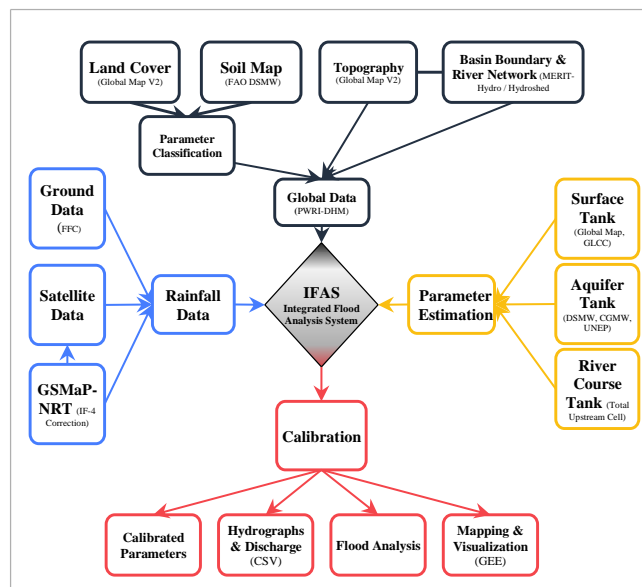 Land Cover
(Global Map V2)
Soil Map
(FAO DSMW)
Topography
(Global Map V2)
Basin Boundary &
River Network (MERIT-
Hydro / Hydroshed)
Parameter
Classification
Global Data
(PWRI-DHM)
Ground
Data
(FFC)
Satellite
Data
GSMaP-
NRT (IF-4
Correction)
Rainfall
Data
IFAS
Integrated Flood
Analysis System
Parameter
Estimation
Surface
Tank
(Global Map,
GLCC)
Aquifer
Tank
(DSMW, CGMW,
UNEP)
River
Course
Tank (Total
Upstream Cell)
Calibration
Calibrated
Parameters
Hydrographs
& Discharge
(CSV)
Flood Analysis
Mapping &
Visualization
(GEE)